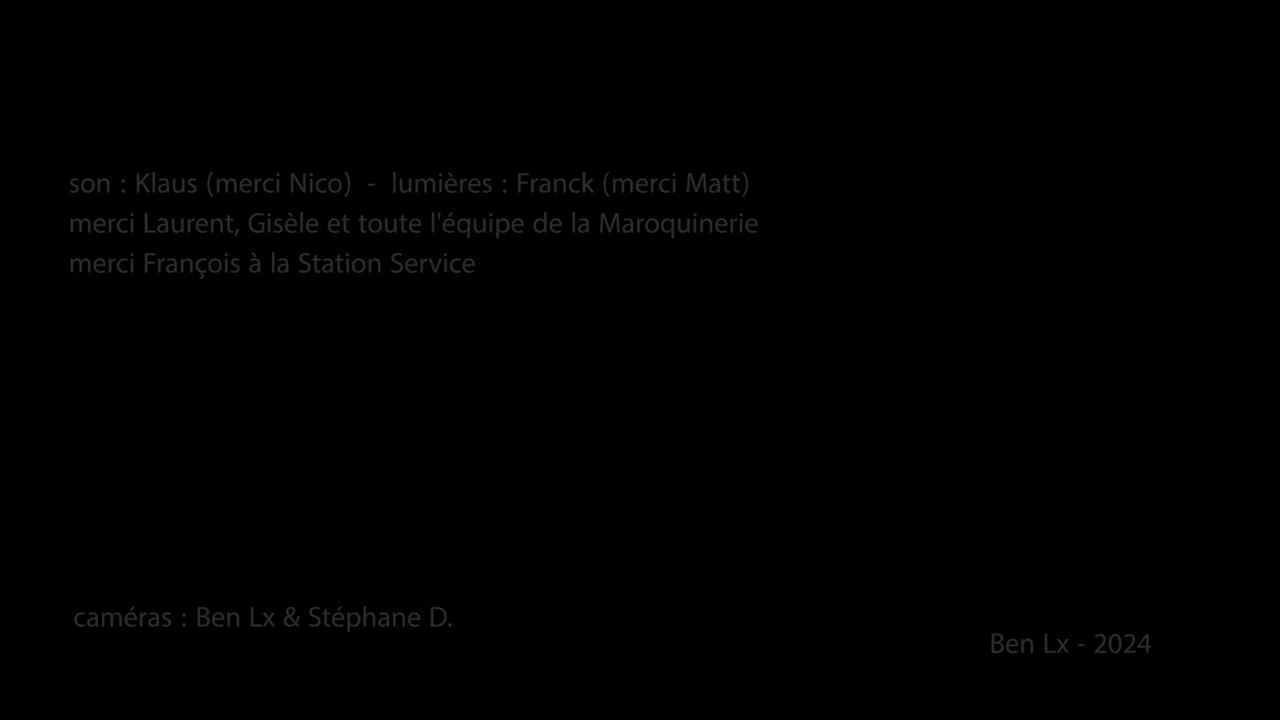 son : Klaus (merci Nico)  -  lumières : Franck (merci Matt)
merci Laurent, Gisèle et toute l'équipe de la Maroquinerie
merci François à la Station Service
caméras : Ben Lx & Stéphane D.
Ben Lx - 2024